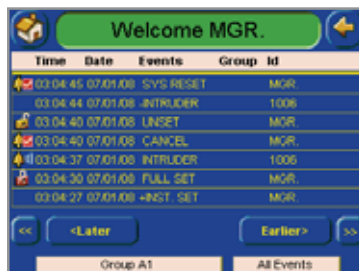 Welcome MGR.
Time Date Events Group Id
03:04:45 07/01/08 SYS RESET MGR.
03:04:44 07/01/08 -INTRUDER 1006
03:04:40 07/01/08 UNSET MGR.
03:04:40 07/01/08 CANCEL MGR.
03:04:37 07/01/08 INTRUDER 1006
03:04:30 07/01/08 FULL SET MGR.
03:04:27 07/01/08 +INST. SET MGR.
<< <Later Earlier> >>
Group A1 All Events